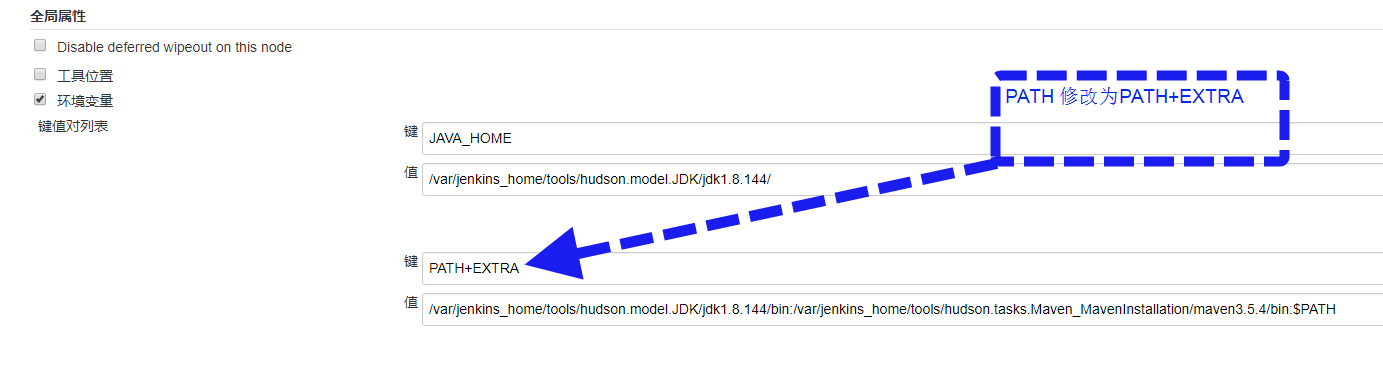 全局属性
Disable deferred wipeout on this node
工具位置
环境变量
PATH 修改为PATH+EXTRA
键值对列表
键
JAVA_HOME
值
/var/jenkins_home/tools/hudson.model.JDK/jdk1.8.144/
键
PATH+EXTRA
值
/var/jenkins_home/tools/hudson.model.JDK/jdk1.8.144/bin:/var/jenkins_home/tools/hudson.tasks.Maven_MavenInstallation/maven3.5.4/bin:$PATH